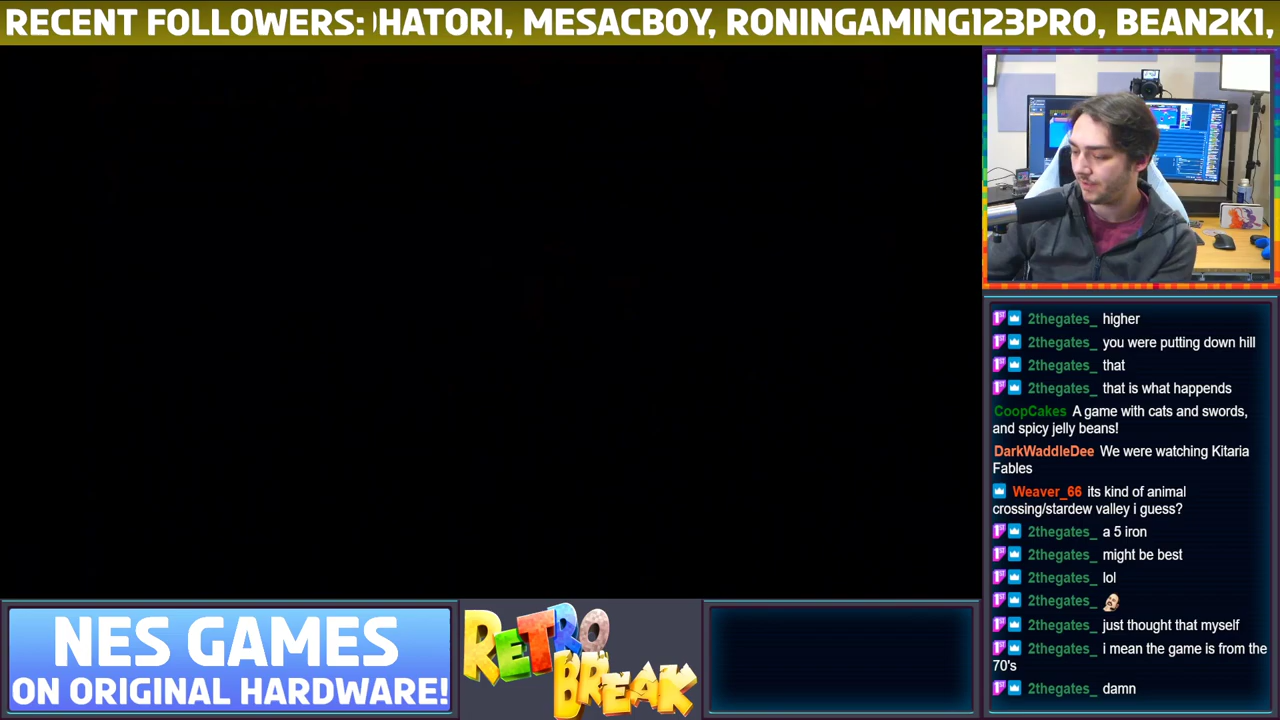 RECENT FOLLOWERS: OHATORI, MESACBOY, RONINGAMING123PRO, BEAN2K1,
2thegates_ higher
2thegates_ you were putting down hill
2thegates_ that
2thegates_ that is what happends
CoopCakes A game with cats and swords,
and spicy jelly beans!
DarkWaddleDee We were watching Kitaria
Fables
Weaver_66 its kind of animal
crossing/stardew valley i guess?
2thegates_ a 5 iron
2thegates_ might be best
2thegates_ lol
2thegates_
2thegates_ just thought that myself
2thegates_ i mean the game is from the
70's
2thegates_ damn
NES GAMES
ON ORIGINAL HARDWARE!
RETRO
BREAK